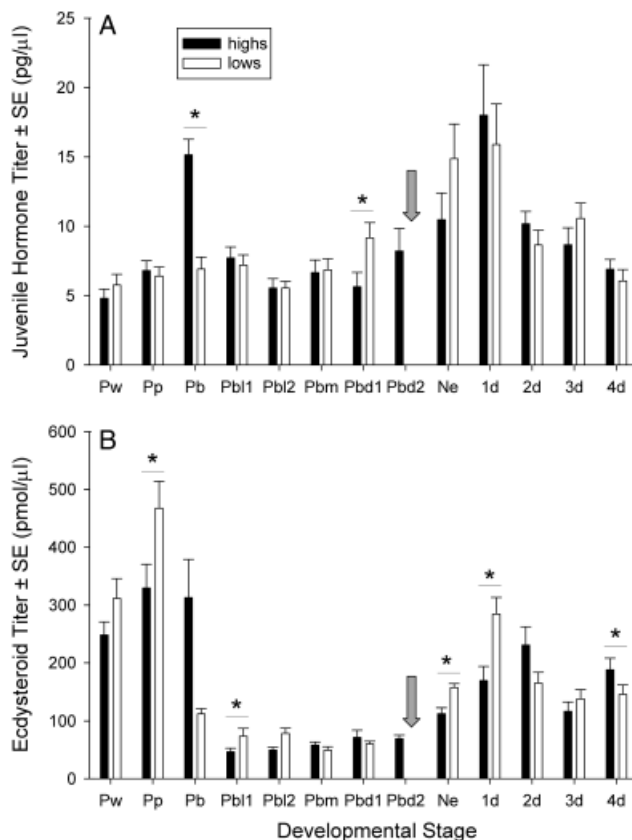 A
highs
lows
Juvenile Hormone Titer ± SE (pg/µl)
25
20
15
10
5
0
*
*
Pw Pp Pb Pbl1 Pbl2 Pbm Pbd1 Pbd2 Ne 1d 2d 3d 4d
B
Ecdysteroid Titer ± SE (pmol/µl)
600
500
400
300
200
100
0
*
*
*
*
*
Pw Pp Pb Pbl1 Pbl2 Pbm Pbd1 Pbd2 Ne 1d 2d 3d 4d
Developmental Stage